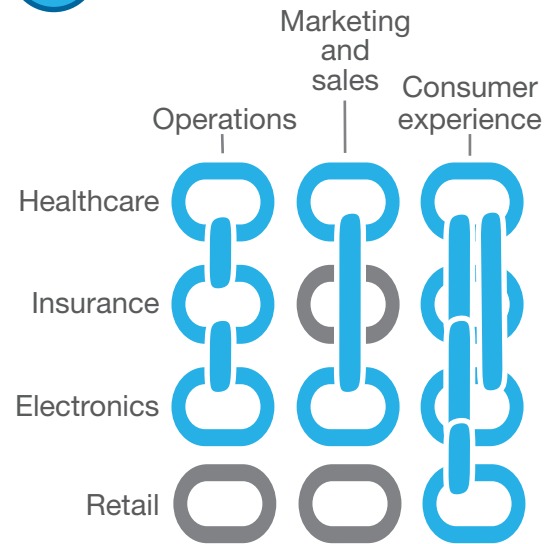 Marketing
and
sales
Consumer
experience
Operations
Healthcare
Insurance
Electronics
Retail